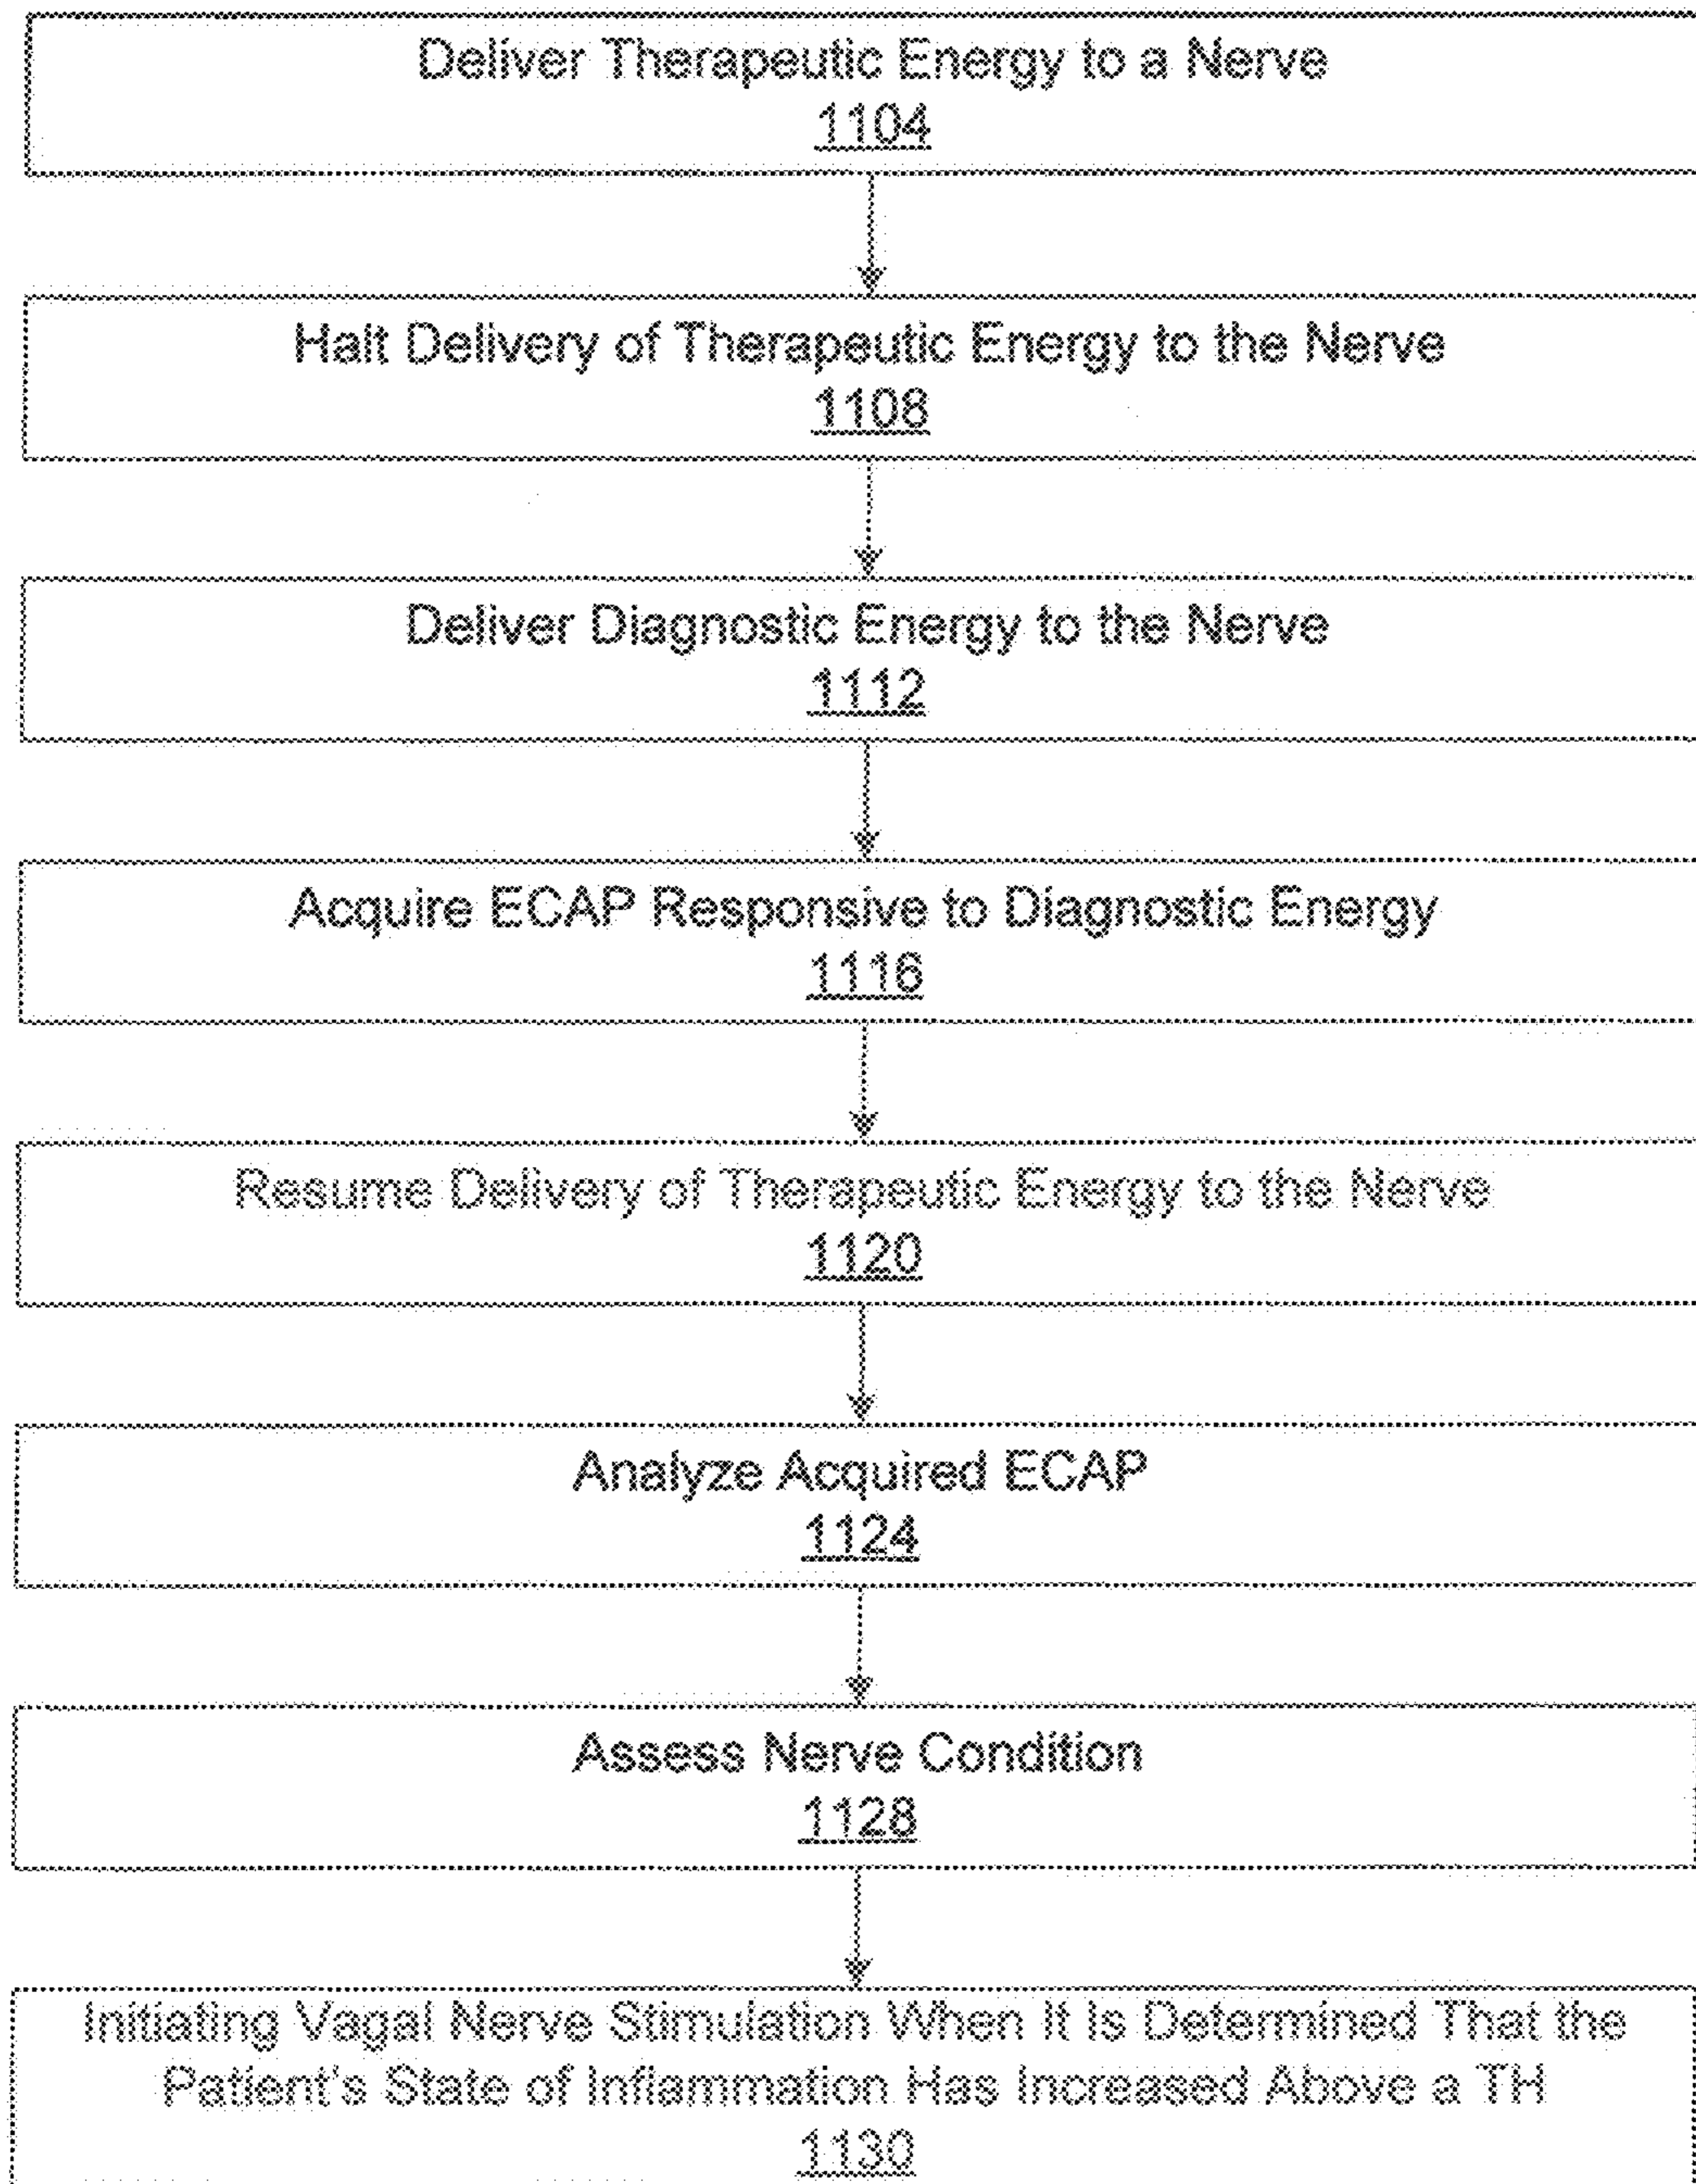 Deliver Therapeutic Energy to a Nerve
1104
Halt Delivery of Therapeutic Energy to the Nerve
1108
Deliver Diagnostic Energy to the Nerve
1112
Acquire ECAP Responsive to Diagnostic Energy
1116
Resume Delivery of Therapeutic Energy to the Nerve
1120
Analyze Acquired ECAP
1124
Assess Nerve Condition
1128
Initiating Vagal Nerve Stimulation When It Is Determined That the
Patient's State of Inflammation Has Increased Above a TH
1130